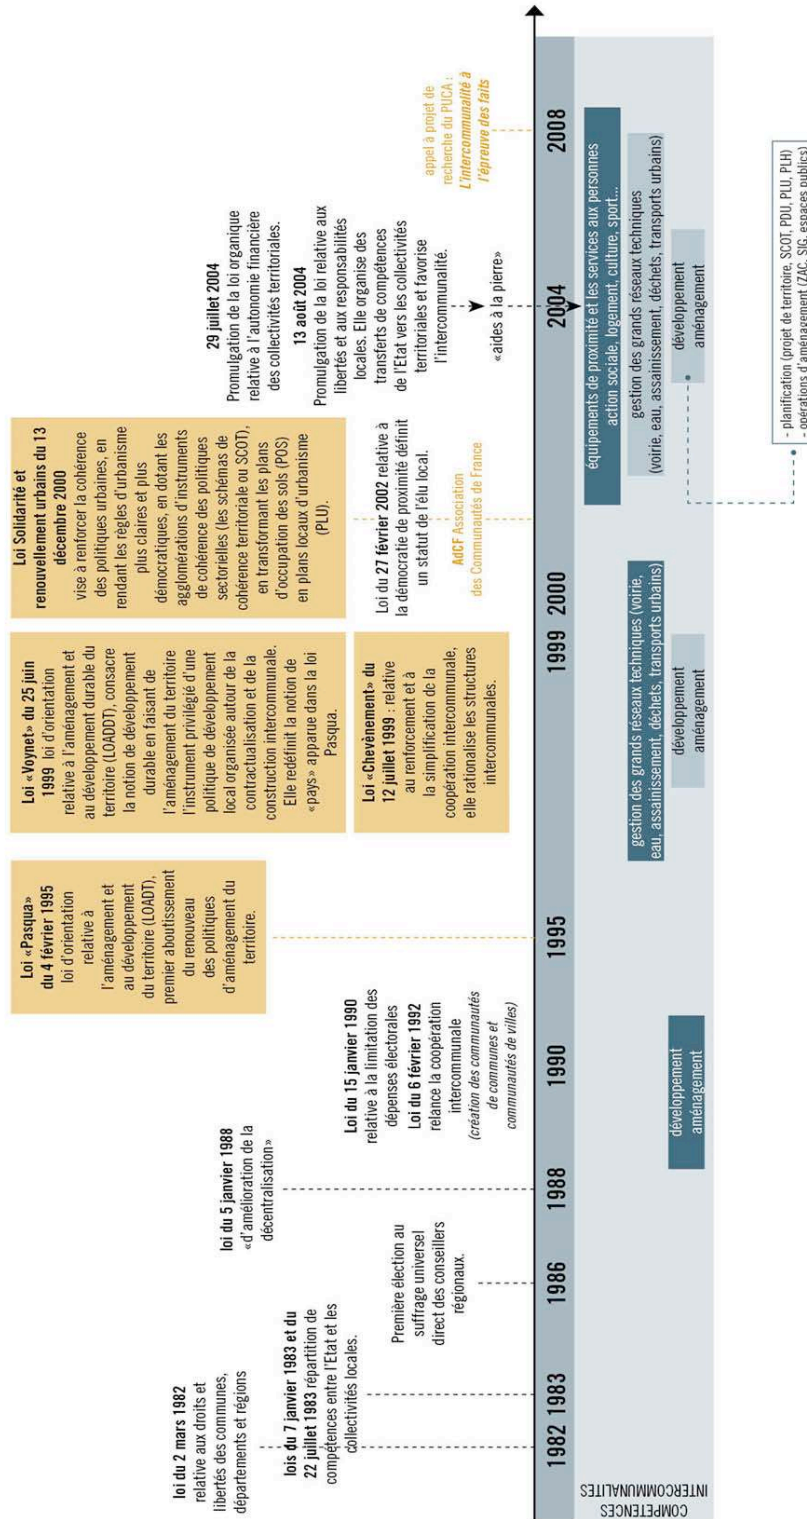 loi du 2 mars 1982
relative aux droits et
libertés des communes,
départements et régions
lois du 7 janvier 1983 et du
22 juillet 1983 répartition de
compétences entre l'Etat et les
collectivités locales.
Première élection au
suffrage universel
direct des conseillers
régionaux.
loi du 5 janvier 1988
«d'amélioration de la
décentralisation»
Loi du 15 janvier 1990
relative à la limitation des
dépenses électorales
Loi du 6 février 1992
relance la coopération
intercommunale
(création des communautés
de communes et
communautés de villes)
Loi «Pasqua»
du 4 février 1995
loi d'orientation
relative à
l'aménagement et
au développement
du territoire (LOADT),
premier aboutissement
du renouveau
des politiques
d'aménagement du
territoire.
Loi «Voynet» du 25 juin
1999 loi d'orientation
relative à l'aménagement et
au développement durable du
territoire (LOADDT), consacre
la notion de développement
durable en faisant de
l'aménagement du territoire
l'instrument privilégié d'une
politique de développement
local organisée autour de la
contractualisation et de la
construction intercommunale.
Elle redéfinit la notion de
«pays» apparue dans la loi
Pasqua.
Loi «Chevènement» du
12 juillet 1999 : relative
au renforcement et à
la simplification de la
coopération intercommunale,
elle rationalise les structures
intercommunales.
Loi Solidarité et
renouvellement urbains du 13
décembre 2000
vise à renforcer la cohérence
des politiques urbaines, en
rendant les règles d'urbanisme
plus claires et plus
démocratiques, en dotant les
agglomérations d'instruments
de cohérence des politiques
sectorielles (les schémas de
cohérence territoriale ou SCOT),
en transformant les plans
d'occupation des sols (POS)
en plans locaux d'urbanisme
(PLU).
Loi du 27 février 2002 relative à
la démocratie de proximité définit
un statut de l'élu local.
AdCF Association
des Communautés de France
29 juillet 2004
Promulgation de la loi organique
relative à l'autonomie financière
des collectivités territoriales.
13 août 2004
Promulgation de la loi relative aux
libertés et aux responsabilités
locales. Elle organise des
transferts de compétences
de l'Etat vers les collectivités
territoriales et favorise
l'intercommunalité.
«aides à la pierre»
appel à projet de
recherche du PUCA :
L'intercommunalité à
l'épreuve des faits
1982 1983 1986 1988 1990 1995 1999 2000 2004 2008
COMPETENCES
INTERCOMMUNALITES
développement
aménagement
gestion des grands réseaux techniques (voirie,
eau, assainissement, déchets, transports urbains)
développement
aménagement
équipements de proximité et les services aux personnes
action sociale, logement, culture, sport...
gestion des grands réseaux techniques
(voirie, eau, assainissement, déchets, transports urbains)
développement
aménagement
- planification (projet de territoire, SCOT, PDU, PLU, PLH)
- opérations d'aménagement (ZAC, SIG, espaces publics)